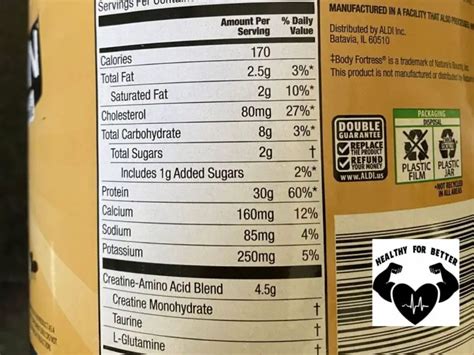 Servings Per Container
Amount Per Serving
% Daily Value
Calories 170
Total Fat 2.5g 3%*
Saturated Fat 2g 10%*
Cholesterol 80mg 27%*
Total Carbohydrate 8g 3%*
Total Sugars 2g †
Includes 1g Added Sugars 2%*
Protein 30g 60%*
Calcium 160mg 12%
Sodium 85mg 4%
Potassium 250mg 5%
Creatine-Amino Acid Blend 4.5g
Creatine Monohydrate †
Taurine †
L-Glutamine †
MANUFACTURED IN A FACILITY THAT ALSO
Distributed by ALDI Inc.
Batavia, IL 60510
‡Body Fortress® is a trademark of Nature's
This product is not manufactured or distributed
DOUBLE
GUARANTEE
REPLACE
THE PRODUCT
REFUND
YOUR MONEY
WWW.ALDI.us
PACKAGING
DISPOSAL
PLASTIC
FILM
PLASTIC
JAR
*NOT RECYCLED
IN ALL AREAS
HEALTHY FOR BETTER